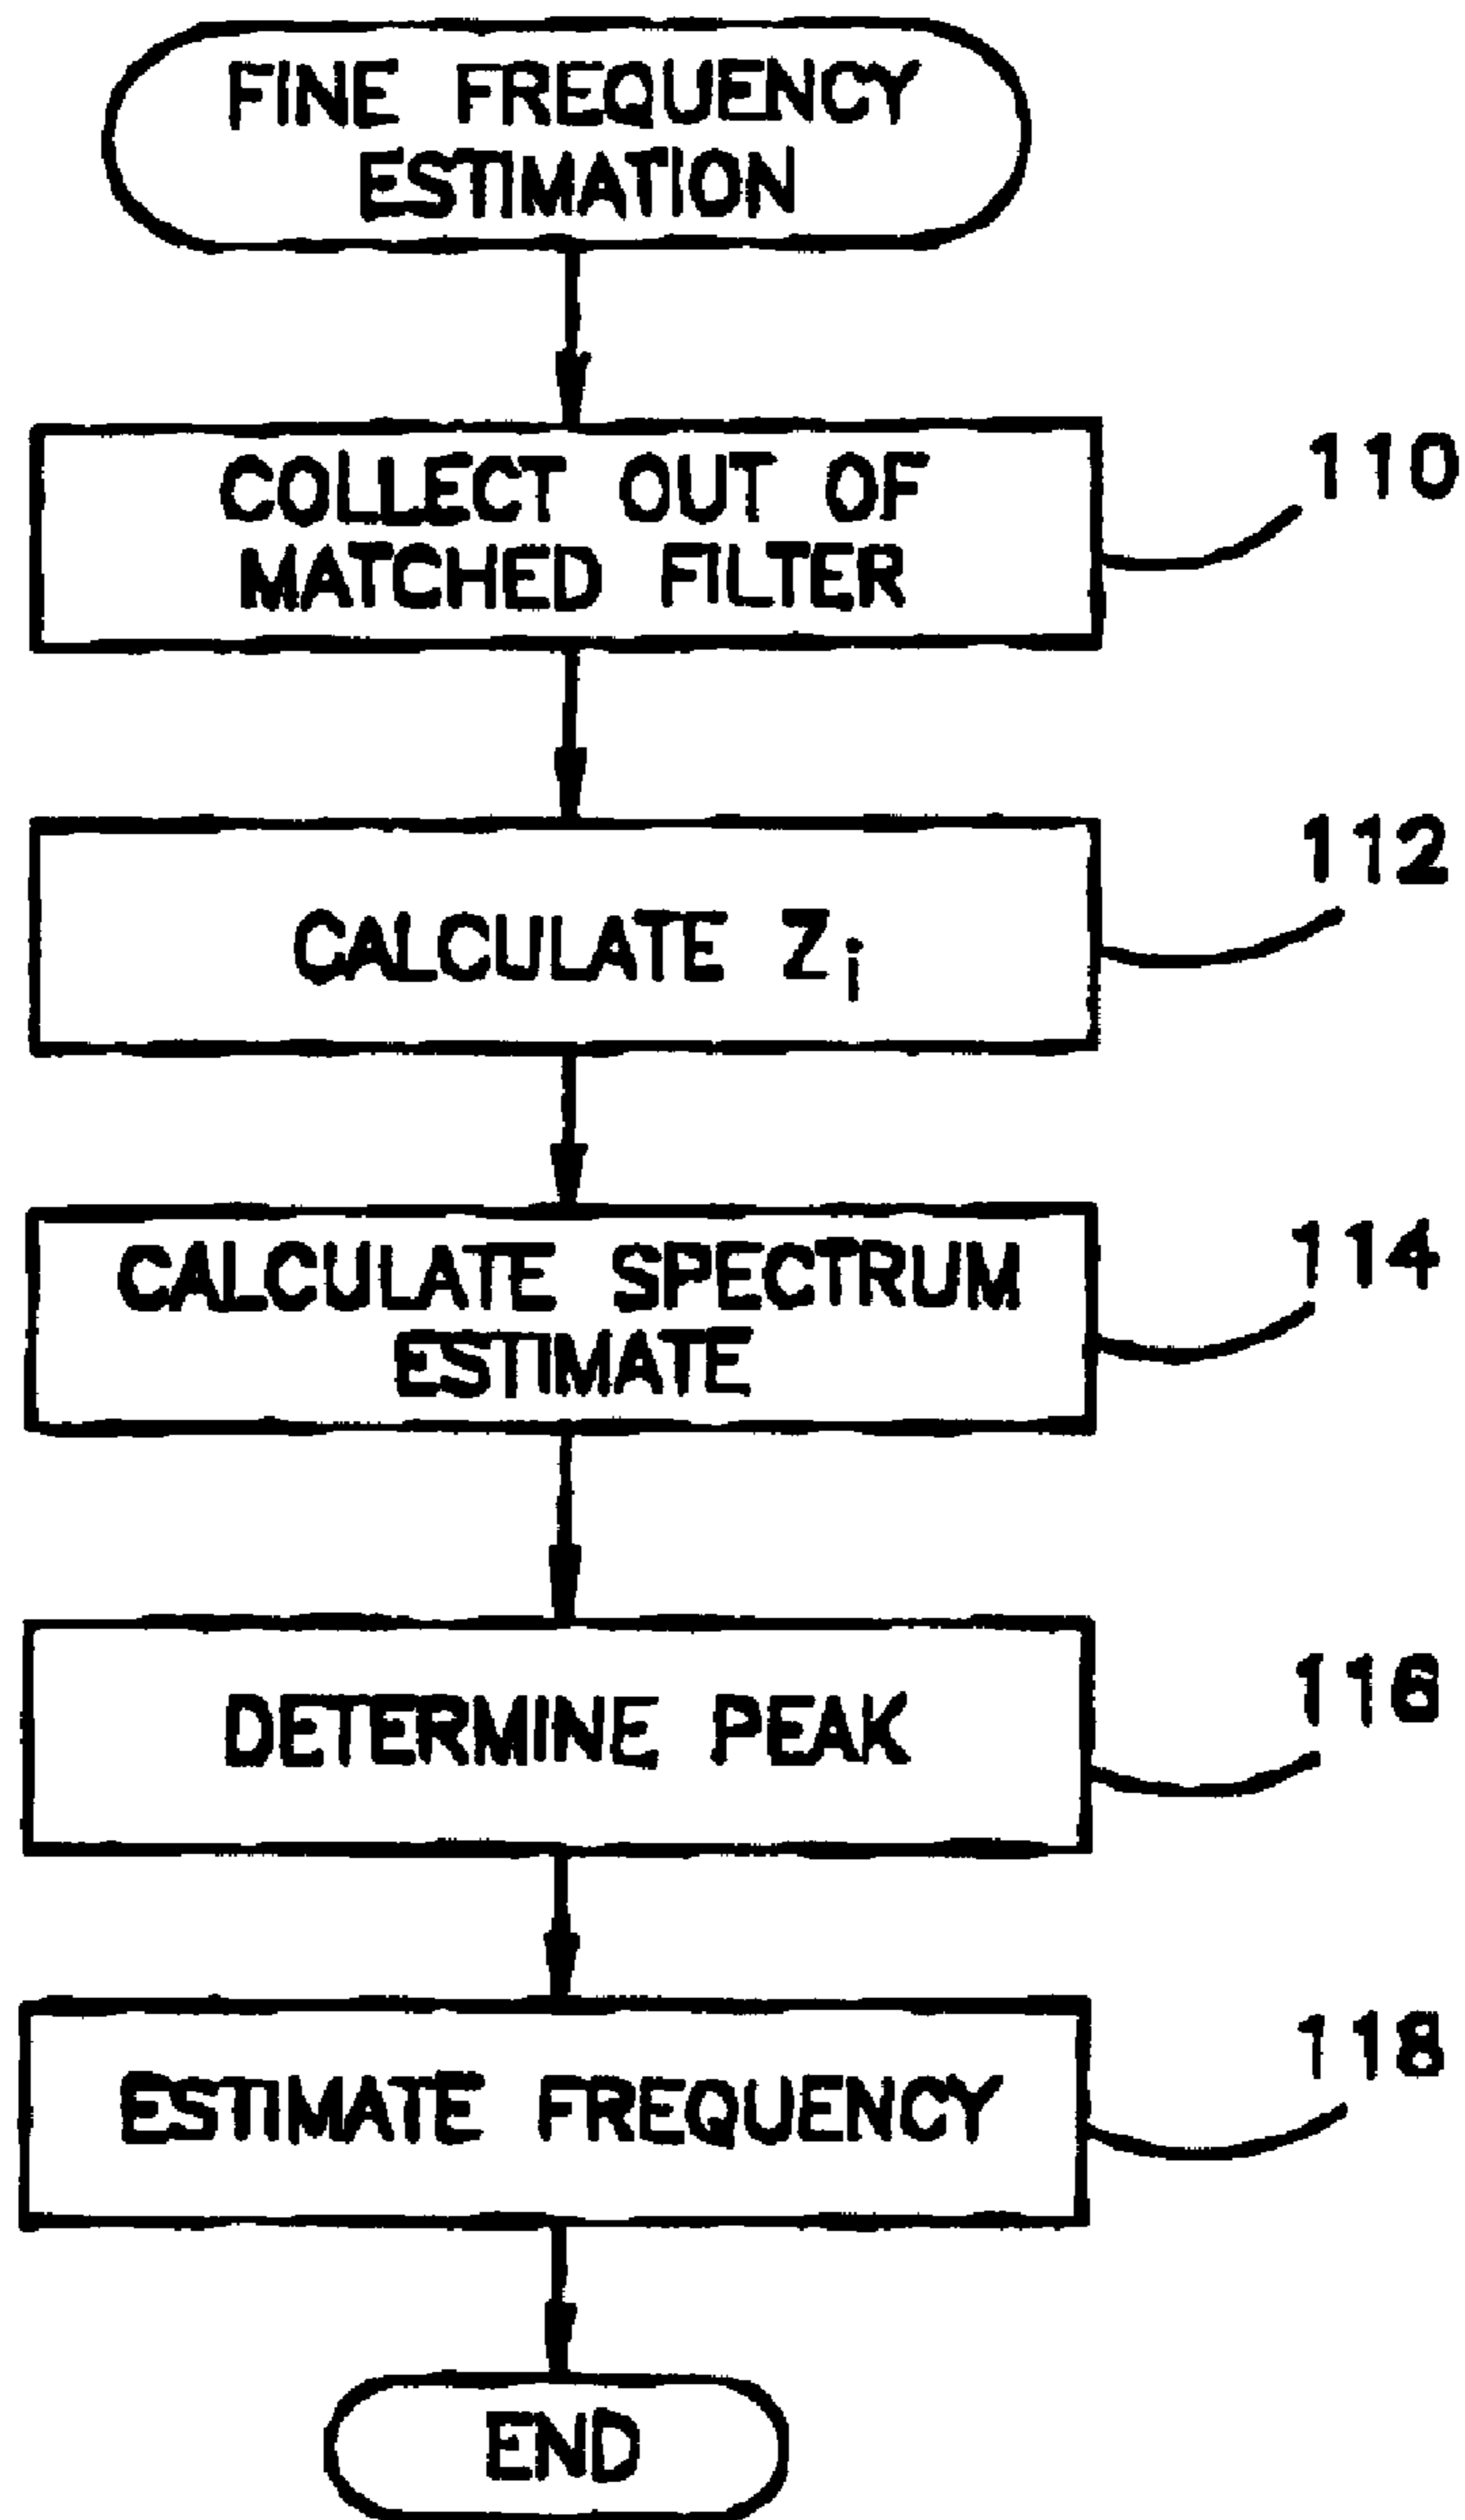 FINE FREQUENCY
ESTIMATION
COLLECT OUT OF
MATCHED FILTER
110
CALCULATE Zi
112
CALCULATE SPECTRUM
ESTIMATE
114
DETERMINE PEAK
116
ESTIMATE FREQUENCY
118
END